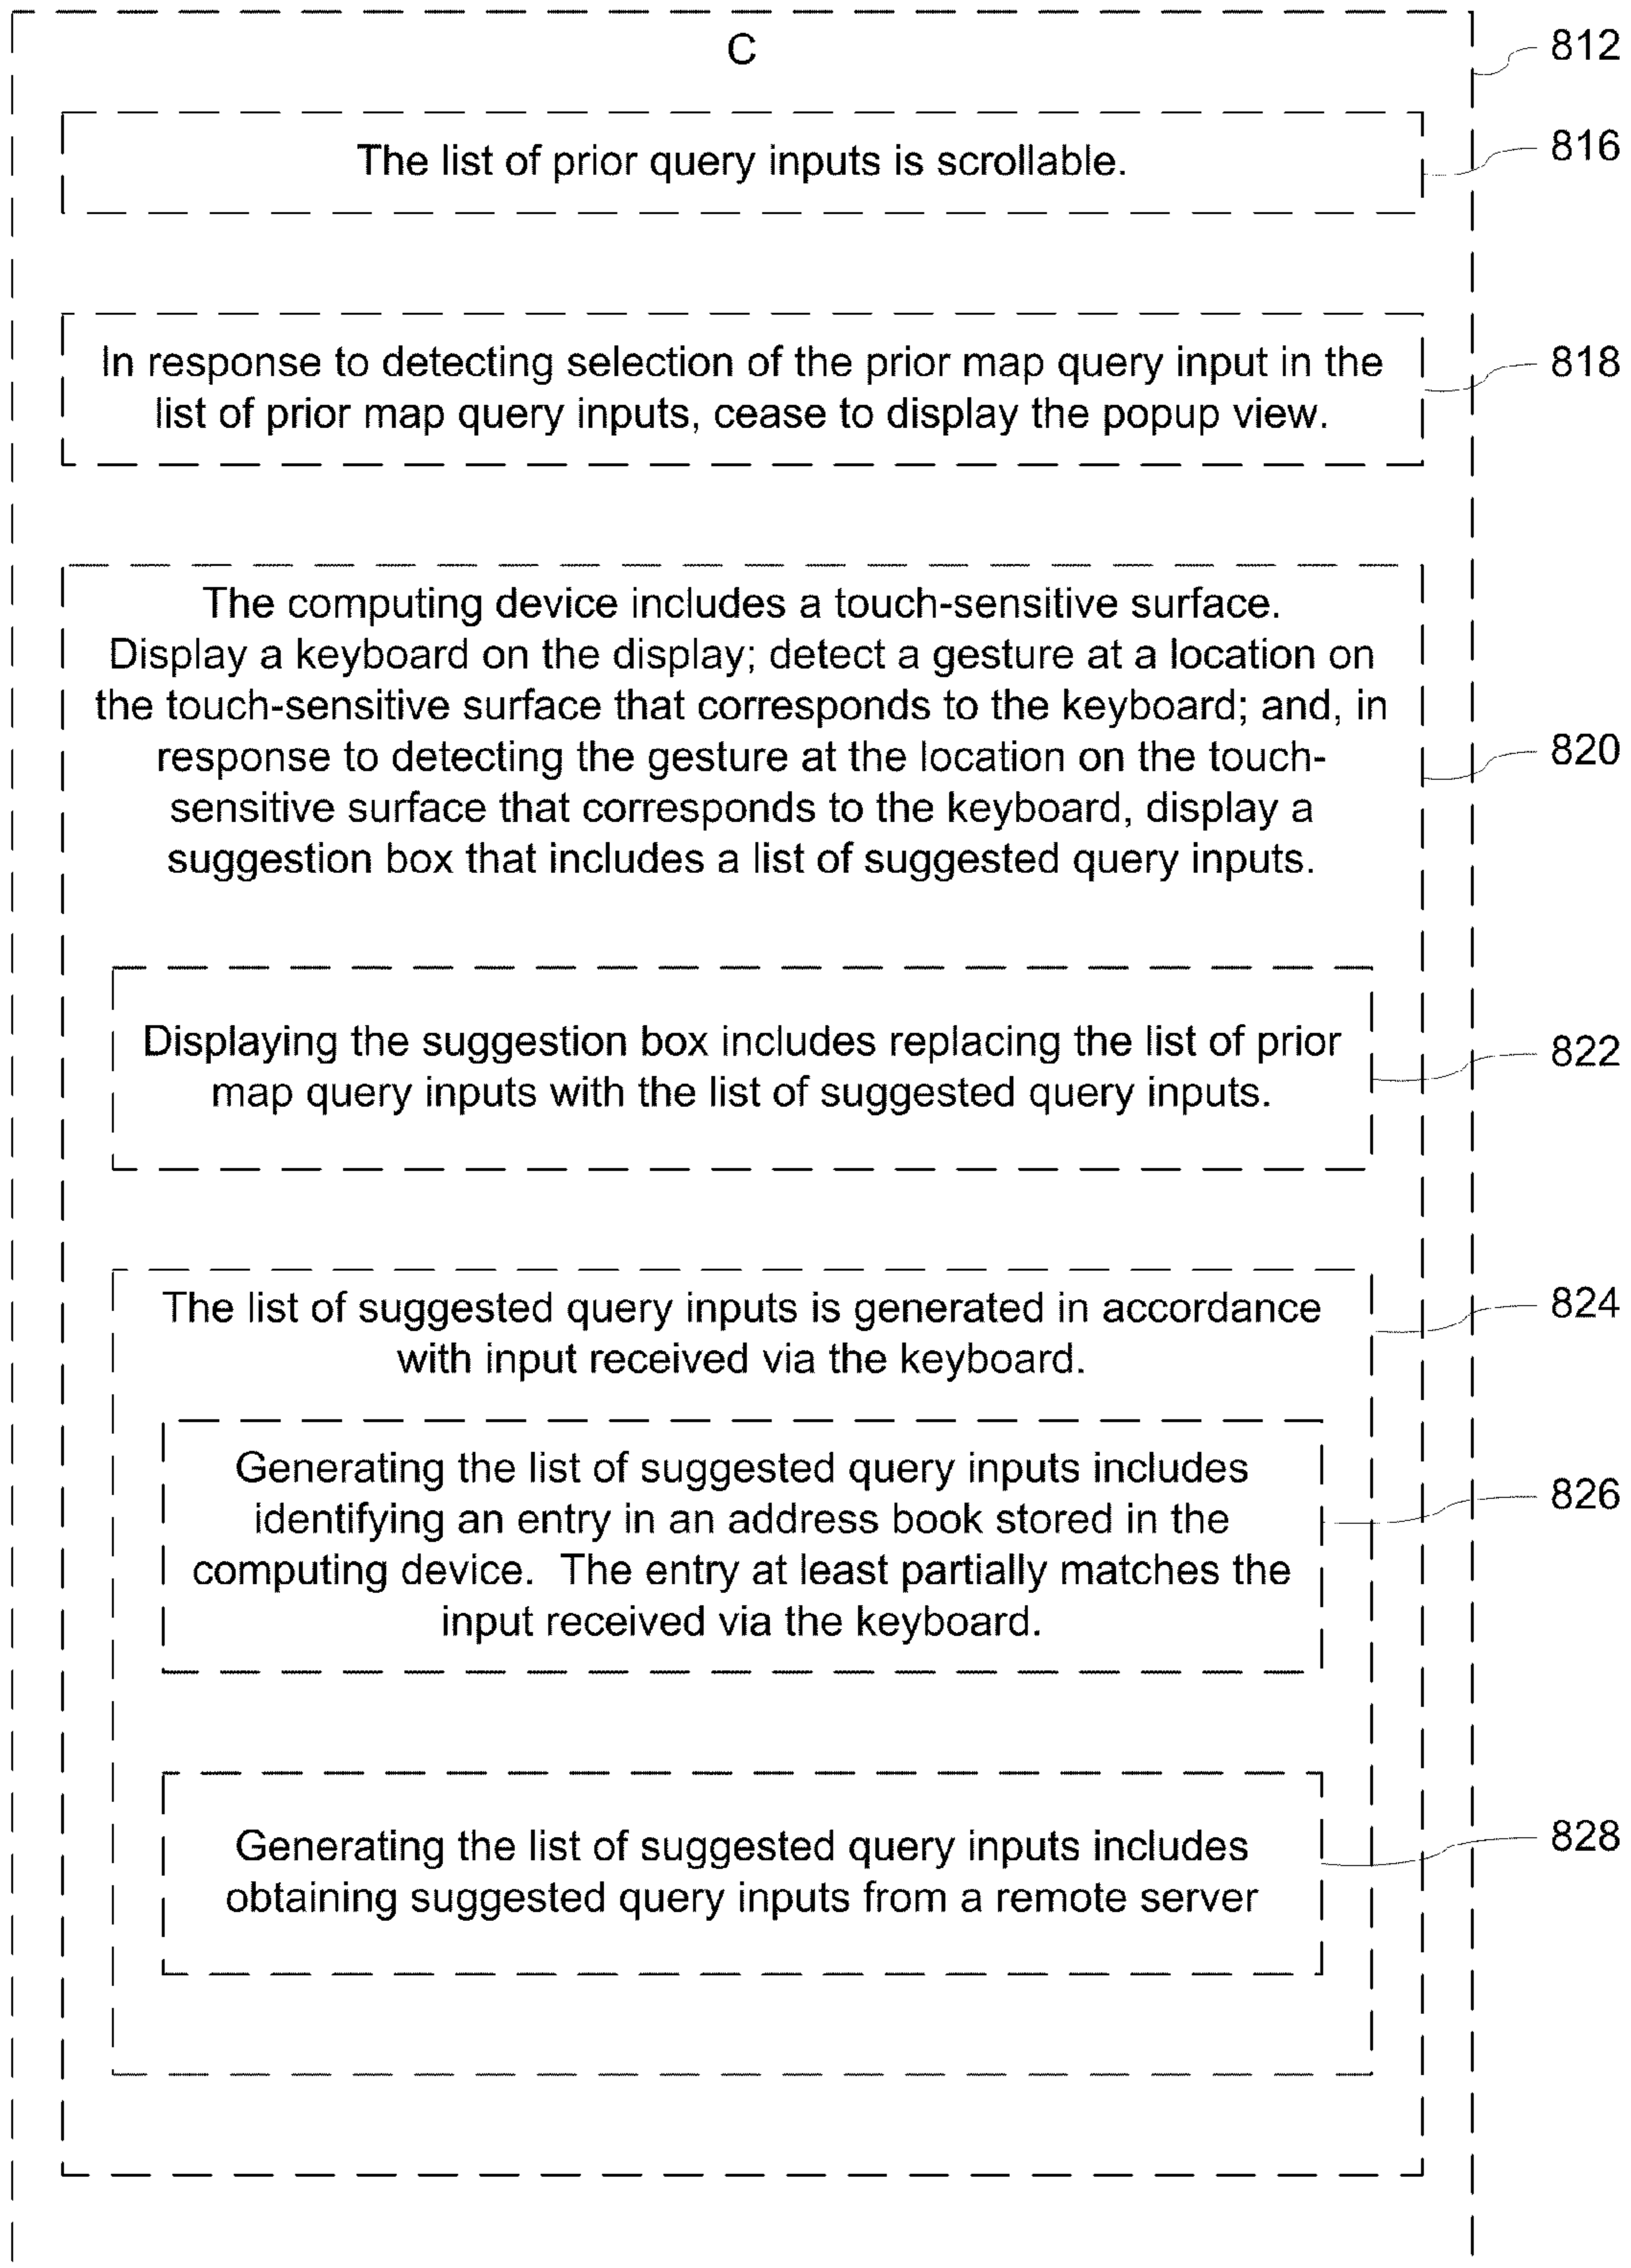 C
812
The list of prior query inputs is scrollable.
816
In response to detecting selection of the prior map query input in the
list of prior map query inputs, cease to display the popup view.
818
The computing device includes a touch-sensitive surface.
Display a keyboard on the display; detect a gesture at a location on
the touch-sensitive surface that corresponds to the keyboard; and, in
response to detecting the gesture at the location on the touch-
sensitive surface that corresponds to the keyboard, display a
suggestion box that includes a list of suggested query inputs.
820
Displaying the suggestion box includes replacing the list of prior
map query inputs with the list of suggested query inputs.
822
The list of suggested query inputs is generated in accordance
with input received via the keyboard.
824
Generating the list of suggested query inputs includes
identifying an entry in an address book stored in the
computing device.  The entry at least partially matches the
input received via the keyboard.
826
Generating the list of suggested query inputs includes
obtaining suggested query inputs from a remote server
828